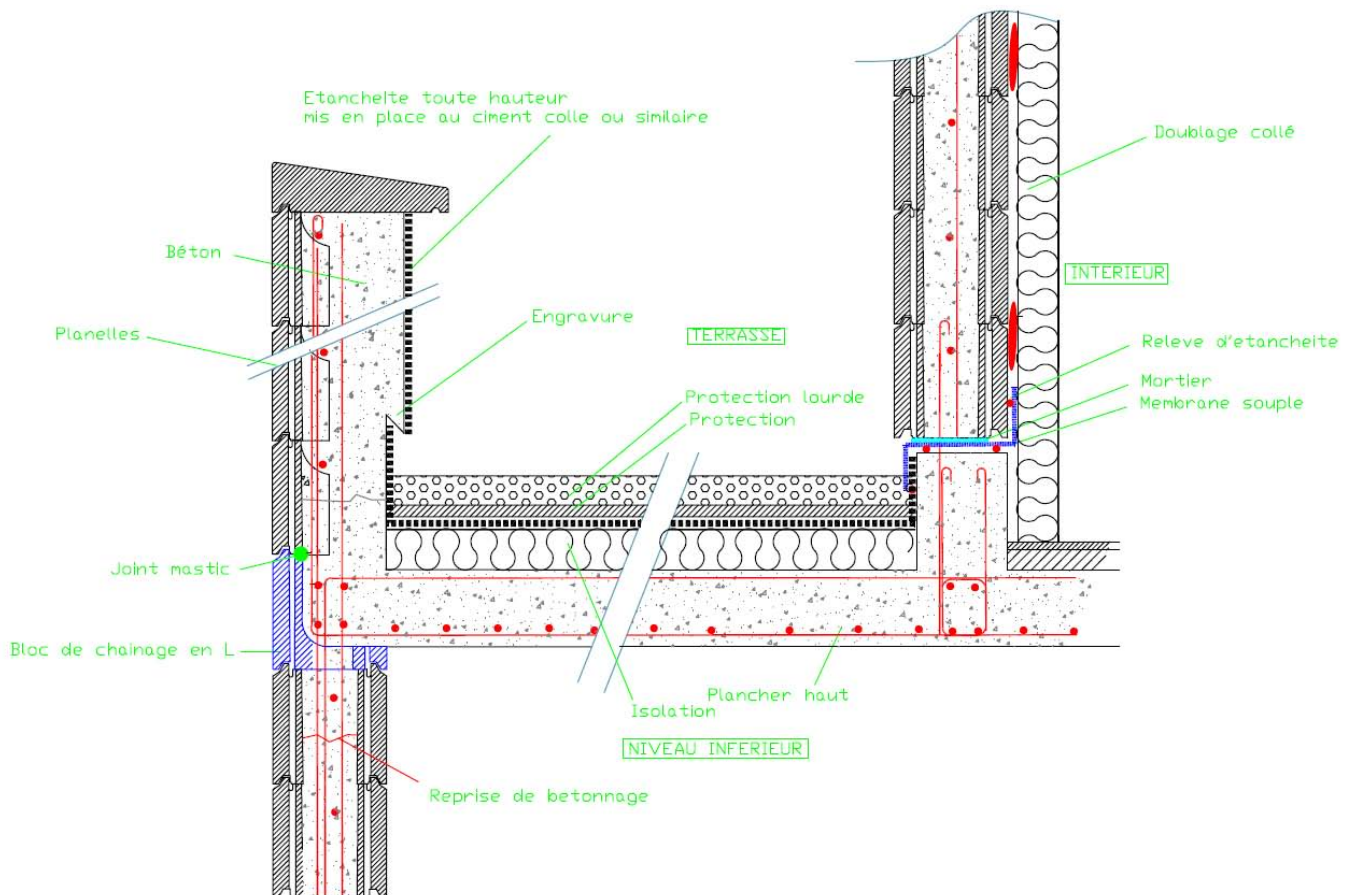 Etancheite toute hauteur
mis en place au ciment colle ou similaire
Doublage collé
Béton
INTERIEUR
Planelles
Engravure
TERRASSE
Releve d'etancheite
Mortier
Membrane souple
Protection lourde
Protection
Joint mastic
Bloc de chainage en L
Plancher haut
Isolation
NIVEAU INFERIEUR
Reprise de betonnage